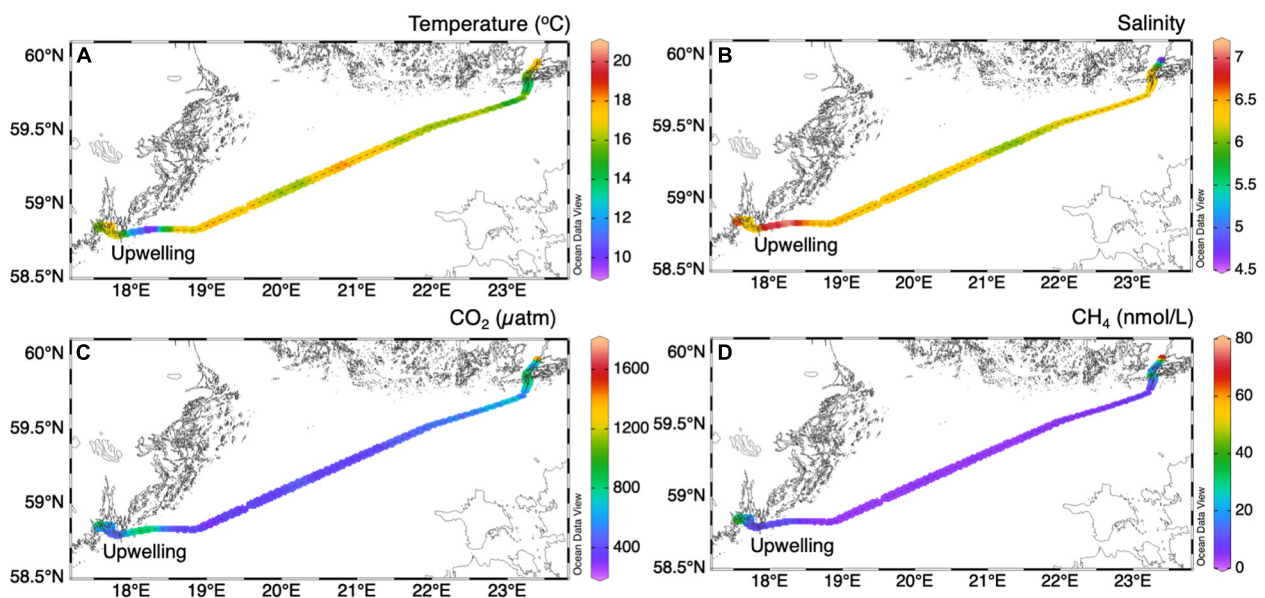 Temperature (ºC)
A
60°N
59.5°N
59°N
58.5°N
Upwelling
18°E 19°E 20°E 21°E 22°E 23°E
20
18
16
14
12
10
Ocean Data View
Salinity
B
60°N
59.5°N
59°N
58.5°N
Upwelling
18°E 19°E 20°E 21°E 22°E 23°E
7
6.5
6
5.5
5
4.5
Ocean Data View
CO₂ (µatm)
C
60°N
59.5°N
59°N
58.5°N
Upwelling
18°E 19°E 20°E 21°E 22°E 23°E
1600
1200
800
400
Ocean Data View
CH₄ (nmol/L)
D
60°N
59.5°N
59°N
58.5°N
Upwelling
18°E 19°E 20°E 21°E 22°E 23°E
80
60
40
20
0
Ocean Data View